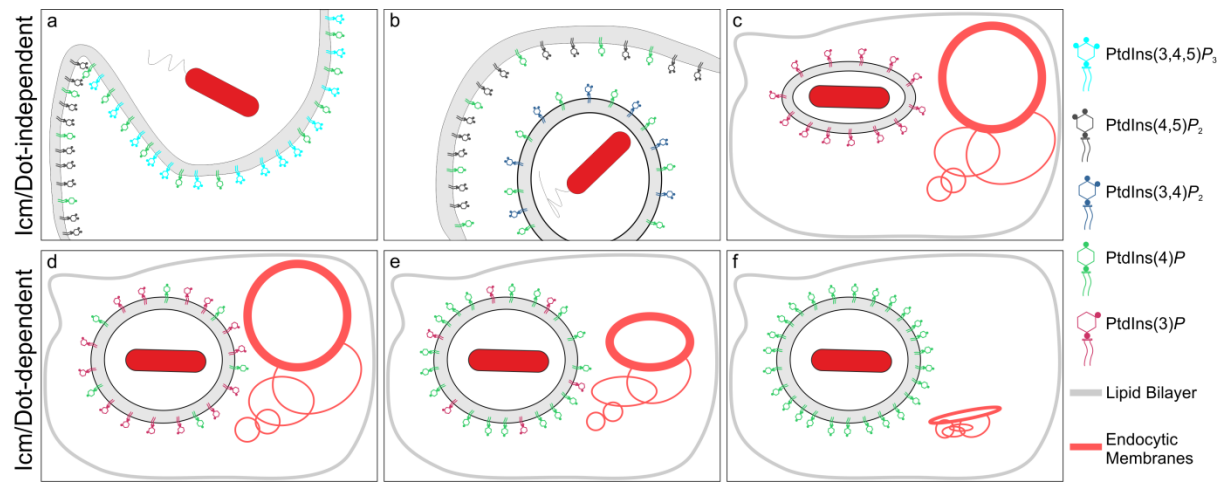 Icm/Dot-independent
a
b
c
PtdIns(3,4,5)P₃
PtdIns(4,5)P₂
PtdIns(3,4)P₂
PtdIns(4)P
PtdIns(3)P
Lipid Bilayer
Endocytic
Membranes
Icm/Dot-dependent
d
e
f